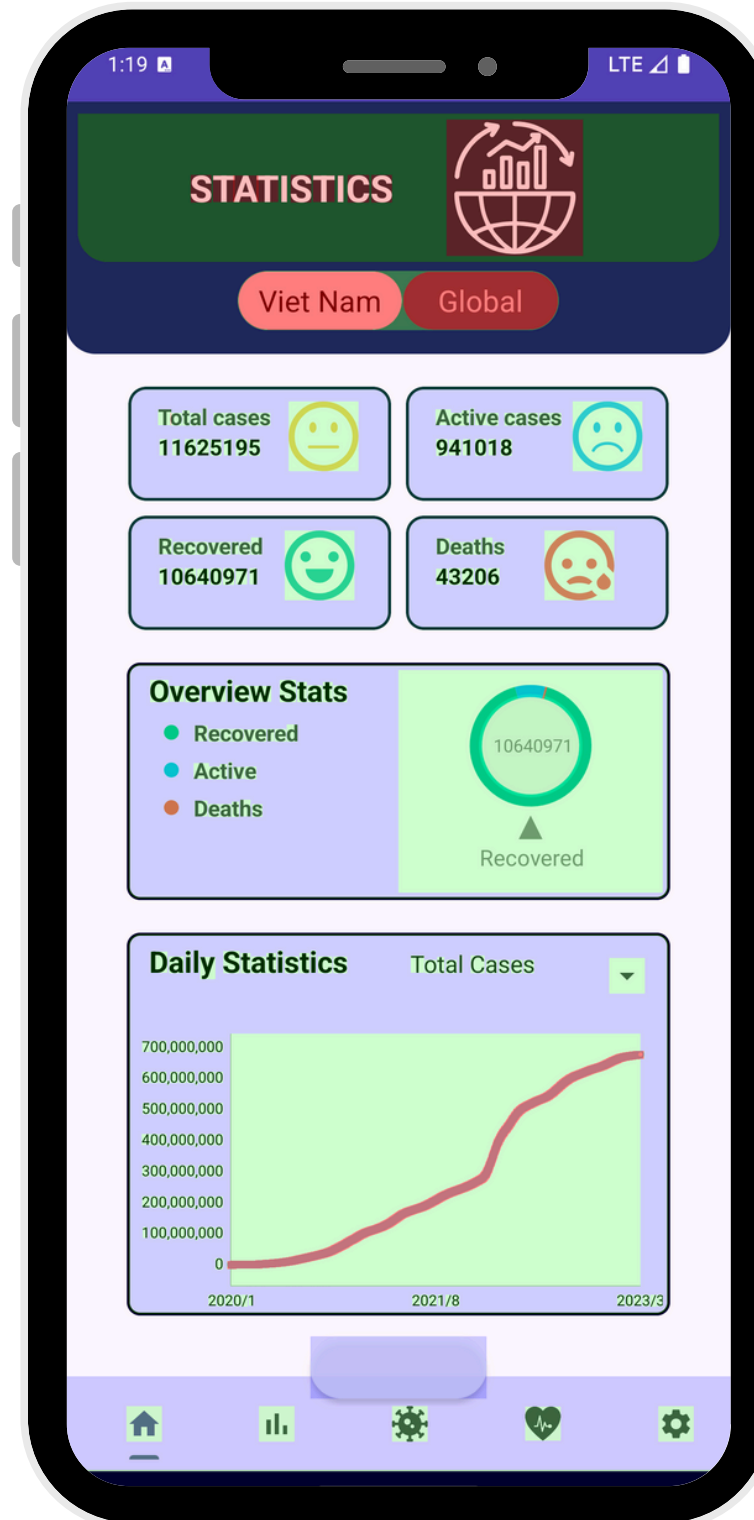 1:19 LTE
STATISTICS
Viet Nam Global
Total cases
11625195
Active cases
941018
Recovered
10640971
Deaths
43206
Overview Stats
Recovered
Active
Deaths
10640971
Recovered
Daily Statistics Total Cases
700,000,000
600,000,000
500,000,000
400,000,000
300,000,000
200,000,000
100,000,000
0
2020/1 2021/8 2023/3